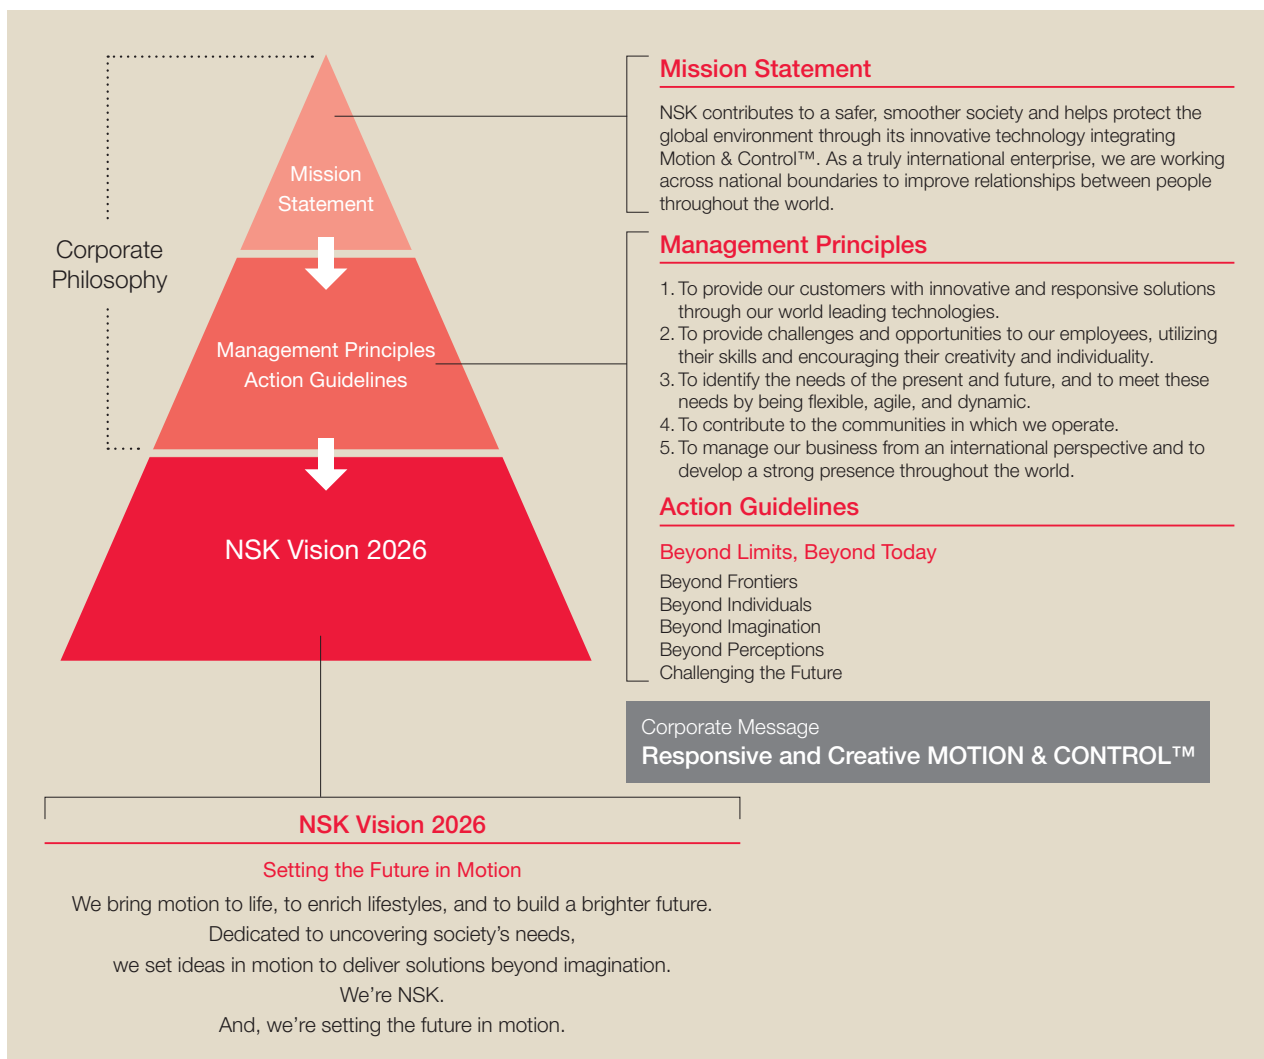 Corporate
Philosophy
Mission
Statement
Management Principles
Action Guidelines
NSK Vision 2026
Mission Statement
NSK contributes to a safer, smoother society and helps protect the
global environment through its innovative technology integrating
Motion & Control™. As a truly international enterprise, we are working
across national boundaries to improve relationships between people
throughout the world.
Management Principles
1. To provide our customers with innovative and responsive solutions
through our world leading technologies.
2. To provide challenges and opportunities to our employees, utilizing
their skills and encouraging their creativity and individuality.
3. To identify the needs of the present and future, and to meet these
needs by being flexible, agile, and dynamic.
4. To contribute to the communities in which we operate.
5. To manage our business from an international perspective and to
develop a strong presence throughout the world.
Action Guidelines
Beyond Limits, Beyond Today
Beyond Frontiers
Beyond Individuals
Beyond Imagination
Beyond Perceptions
Challenging the Future
Corporate Message
Responsive and Creative MOTION & CONTROL™
NSK Vision 2026
Setting the Future in Motion
We bring motion to life, to enrich lifestyles, and to build a brighter future.
Dedicated to uncovering society’s needs,
we set ideas in motion to deliver solutions beyond imagination.
We’re NSK.
And, we’re setting the future in motion.